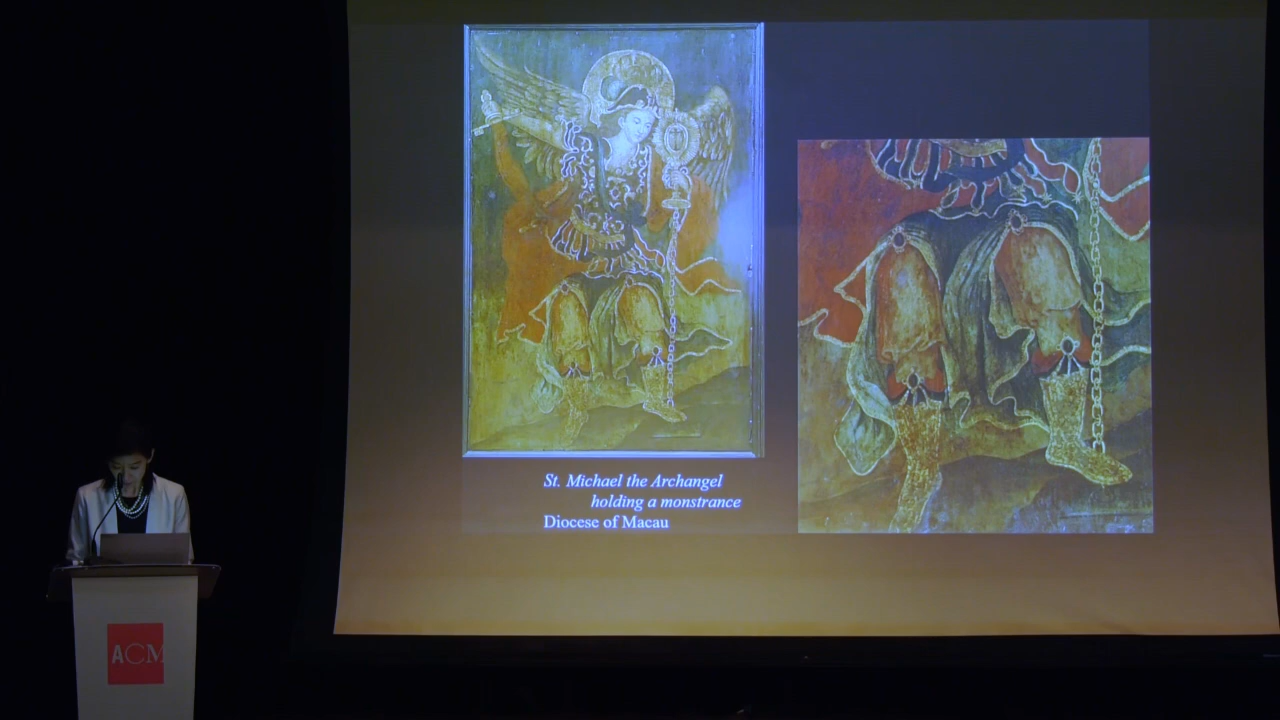 St. Michael the Archangel
holding a monstrance
Diocese of Macau
ACM